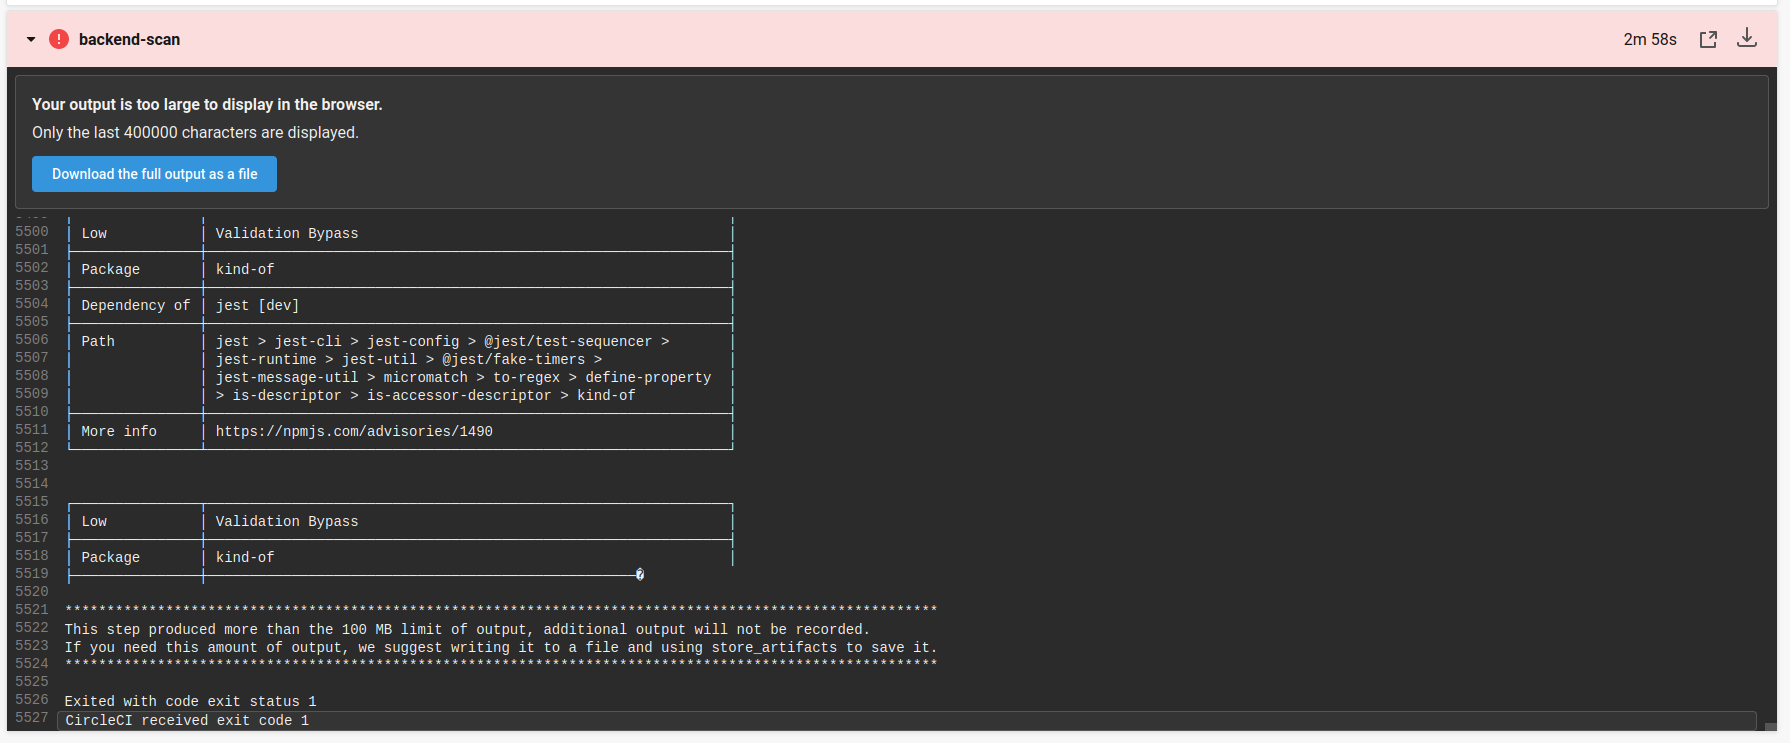 backend-scan 2m 58s
Your output is too large to display in the browser.
Only the last 400000 characters are displayed.
Download the full output as a file
5500 | Low | Validation Bypass |
5501
5502 | Package | kind-of |
5503
5504 | Dependency of | jest [dev] |
5505
5506 | Path | jest > jest-cli > jest-config > @jest/test-sequencer > |
5507 | | jest-runtime > jest-util > @jest/fake-timers > |
5508 | | jest-message-util > micromatch > to-regex > define-property |
5509 | | > is-descriptor > is-accessor-descriptor > kind-of |
5510
5511 | More info | https://npmjs.com/advisories/1490 |
5512
5513
5514
5515
5516 | Low | Validation Bypass |
5517
5518 | Package | kind-of |
5519 �
5520
5521 ********************************************************************************************************
5522 This step produced more than the 100 MB limit of output, additional output will not be recorded.
5523 If you need this amount of output, we suggest writing it to a file and using store_artifacts to save it.
5524 ********************************************************************************************************
5525
5526 Exited with code exit status 1
5527 CircleCI received exit code 1